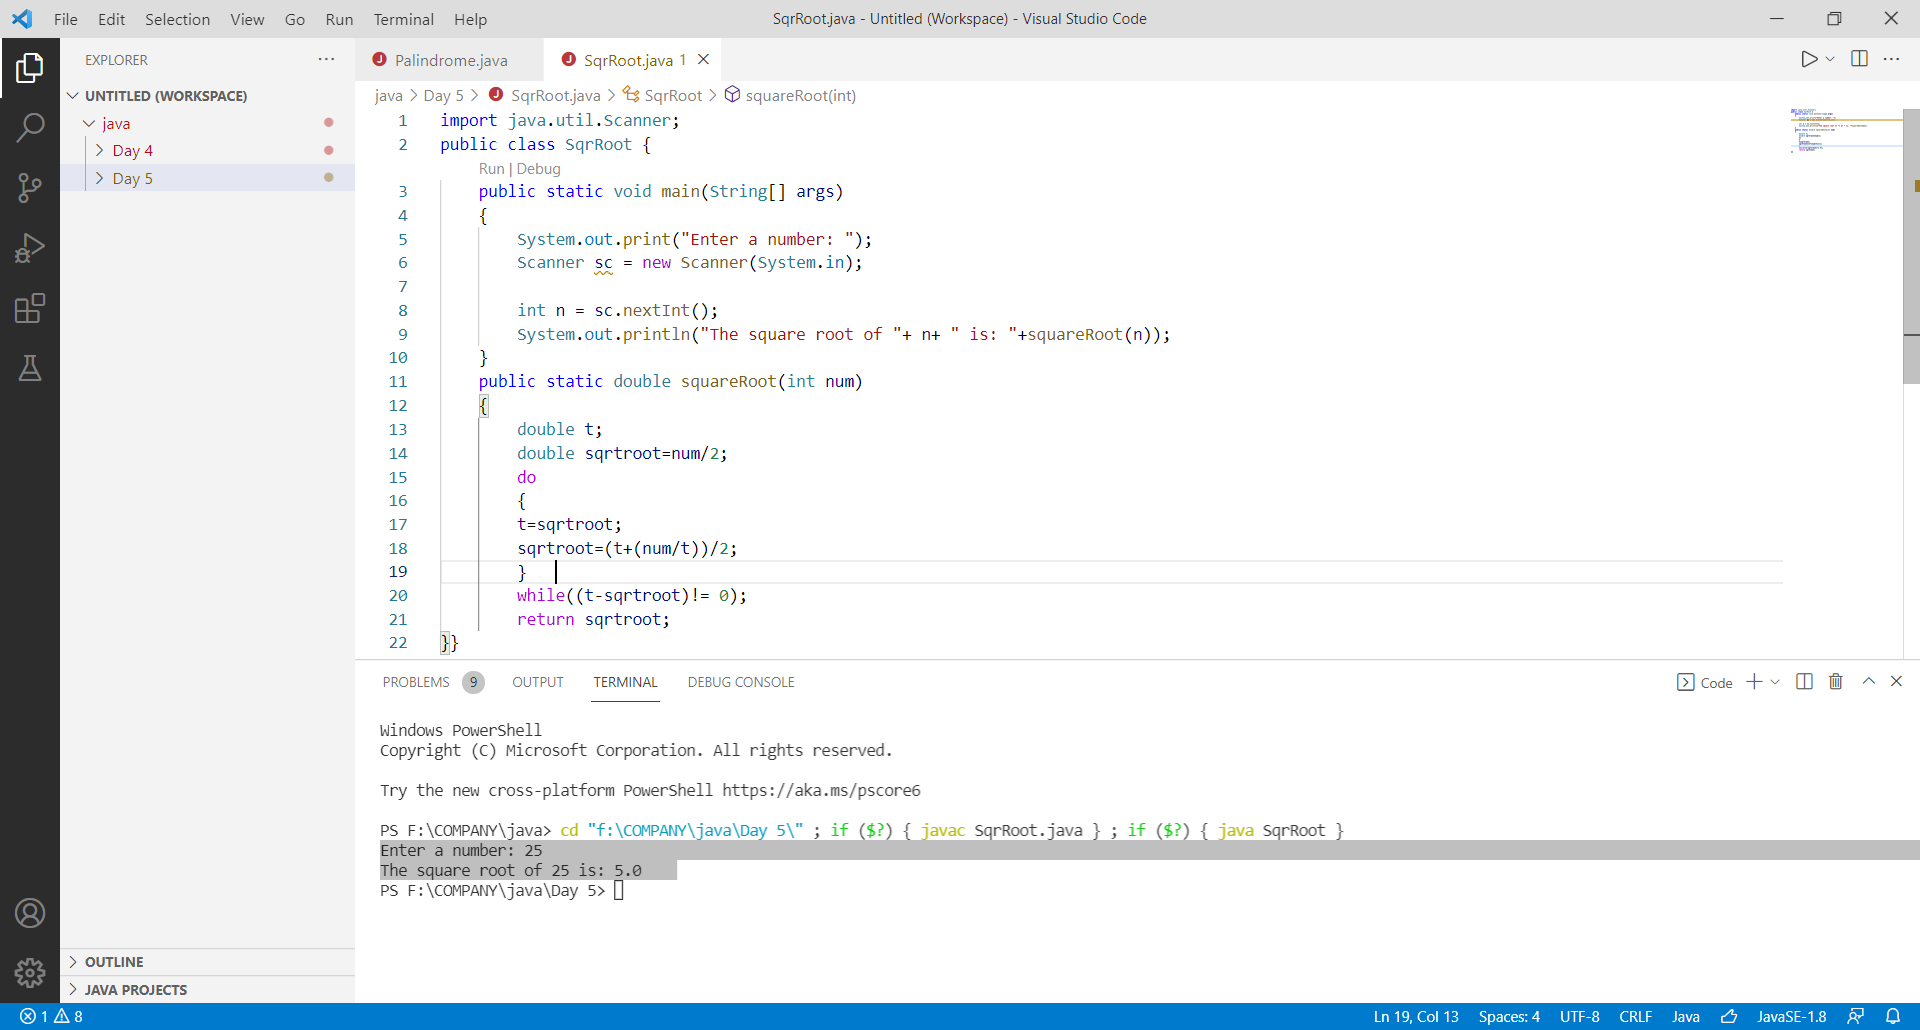 File Edit Selection View Go Run Terminal Help
SqrRoot.java - Untitled (Workspace) - Visual Studio Code
EXPLORER
UNTITLED (WORKSPACE)
java
Day 4
Day 5
OUTLINE
JAVA PROJECTS
Palindrome.java
SqrRoot.java 1
java > Day 5 > SqrRoot.java > SqrRoot > squareRoot(int)
1 import java.util.Scanner;
2 public class SqrRoot {
Run | Debug
3 public static void main(String[] args)
4 {
5 System.out.print("Enter a number: ");
6 Scanner sc = new Scanner(System.in);
7
8 int n = sc.nextInt();
9 System.out.println("The square root of "+ n+ " is: "+squareRoot(n));
10 }
11 public static double squareRoot(int num)
12 {
13 double t;
14 double sqrtroot=num/2;
15 do
16 {
17 t=sqrtroot;
18 sqrtroot=(t+(num/t))/2;
19 }
20 while((t-sqrtroot)!= 0);
21 return sqrtroot;
22 }}
PROBLEMS 9 OUTPUT TERMINAL DEBUG CONSOLE
Code
Windows PowerShell
Copyright (C) Microsoft Corporation. All rights reserved.
Try the new cross-platform PowerShell https://aka.ms/pscore6
PS F:\COMPANY\java> cd "f:\COMPANY\java\Day 5\" ; if ($?) { javac SqrRoot.java } ; if ($?) { java SqrRoot }
Enter a number: 25
The square root of 25 is: 5.0
PS F:\COMPANY\java\Day 5>
1 8
Ln 19, Col 13 Spaces: 4 UTF-8 CRLF Java JavaSE-1.8